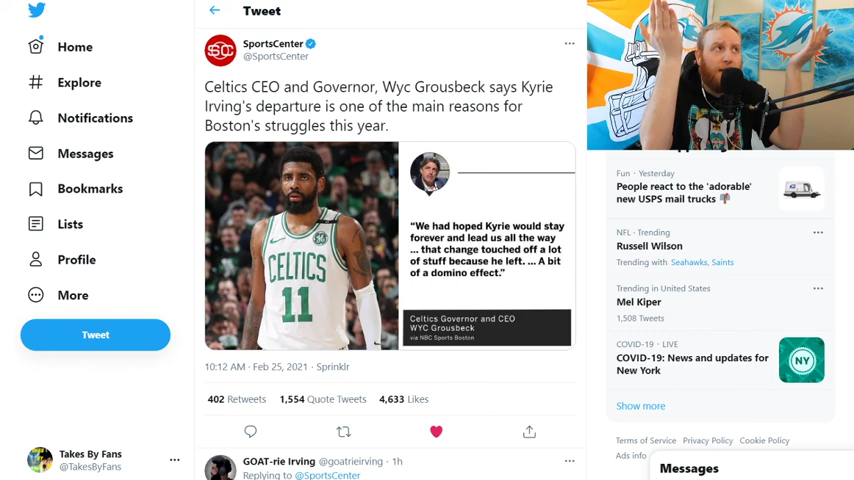 Tweet
Home
Explore
Notifications
Messages
Bookmarks
Lists
Profile
More
Tweet
Takes By Fans
@TakesByFans
SC
SportsCenter
@SportsCenter
Celtics CEO and Governor, Wyc Grousbeck says Kyrie
Irving's departure is one of the main reasons for
Boston's struggles this year.
CELTICS
11
"We had hoped Kyrie would stay
forever and lead us all the way
... that change touched off a lot
of stuff because he left. ... A bit
of a domino effect."
Celtics Governor and CEO
WYC Grousbeck
via NBC Sports Boston
10:12 AM · Feb 25, 2021 · Sprinklr
402 Retweets 1,554 Quote Tweets 4,633 Likes
GOAT-rie Irving @goatrieirving · 1h
Replying to @SportsCenter
Fun · Yesterday
People react to the 'adorable'
new USPS mail trucks
NFL · Trending
Russell Wilson
Trending with Seahawks, Saints
Trending in United States
Mel Kiper
1,508 Tweets
COVID-19 · LIVE
COVID-19: News and updates for
New York
NY
Show more
Terms of Service Privacy Policy Cookie Policy
Ads info
Messages